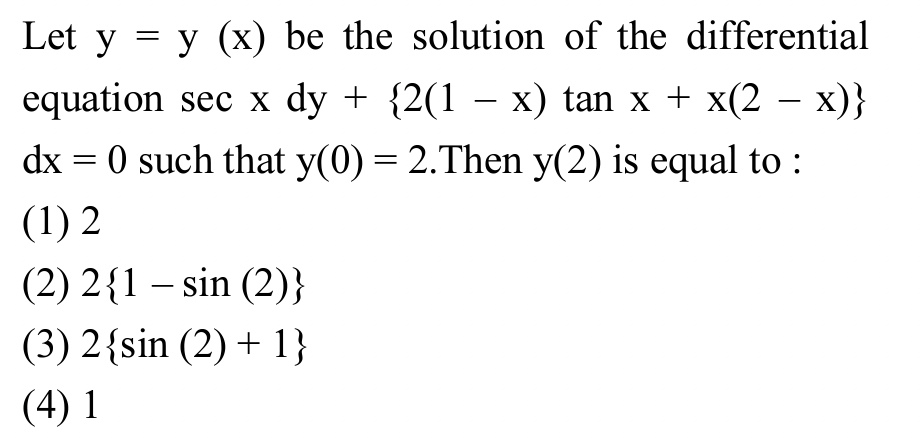 Let y = y (x) be the solution of the differential
equation sec x dy + {2(1 – x) tan x + x(2 – x)}
dx = 0 such that y(0) = 2.Then y(2) is equal to :
(1) 2
(2) 2{1 – sin (2)}
(3) 2{sin (2) + 1}
(4) 1